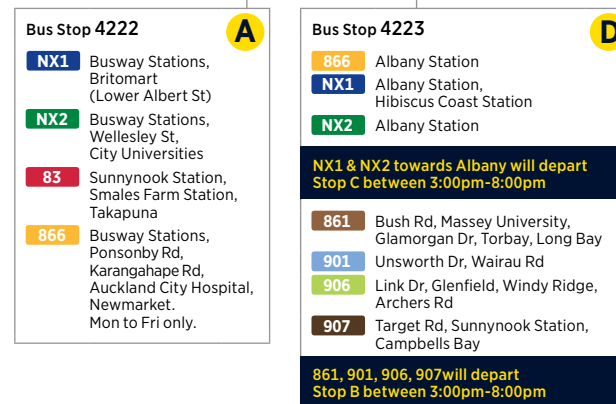 Bus Stop 4222
A
NX1 Busway Stations,
Britomart
(Lower Albert St)
NX2 Busway Stations,
Wellesley St,
City Universities
83 Sunnynook Station,
Smales Farm Station,
Takapuna
866 Busway Stations,
Ponsonby Rd,
Karangahape Rd,
Auckland City Hospital,
Newmarket.
Mon to Fri only.
Bus Stop 4223
D
866 Albany Station
NX1 Albany Station,
Hibiscus Coast Station
NX2 Albany Station
NX1 & NX2 towards Albany will depart
Stop C between 3:00pm-8:00pm
861 Bush Rd, Massey University,
Glamorgan Dr, Torbay, Long Bay
901 Unsworth Dr, Wairau Rd
906 Link Dr, Glenfield, Windy Ridge,
Archers Rd
907 Target Rd, Sunnynook Station,
Campbells Bay
861, 901, 906, 907will depart
Stop B between 3:00pm-8:00pm